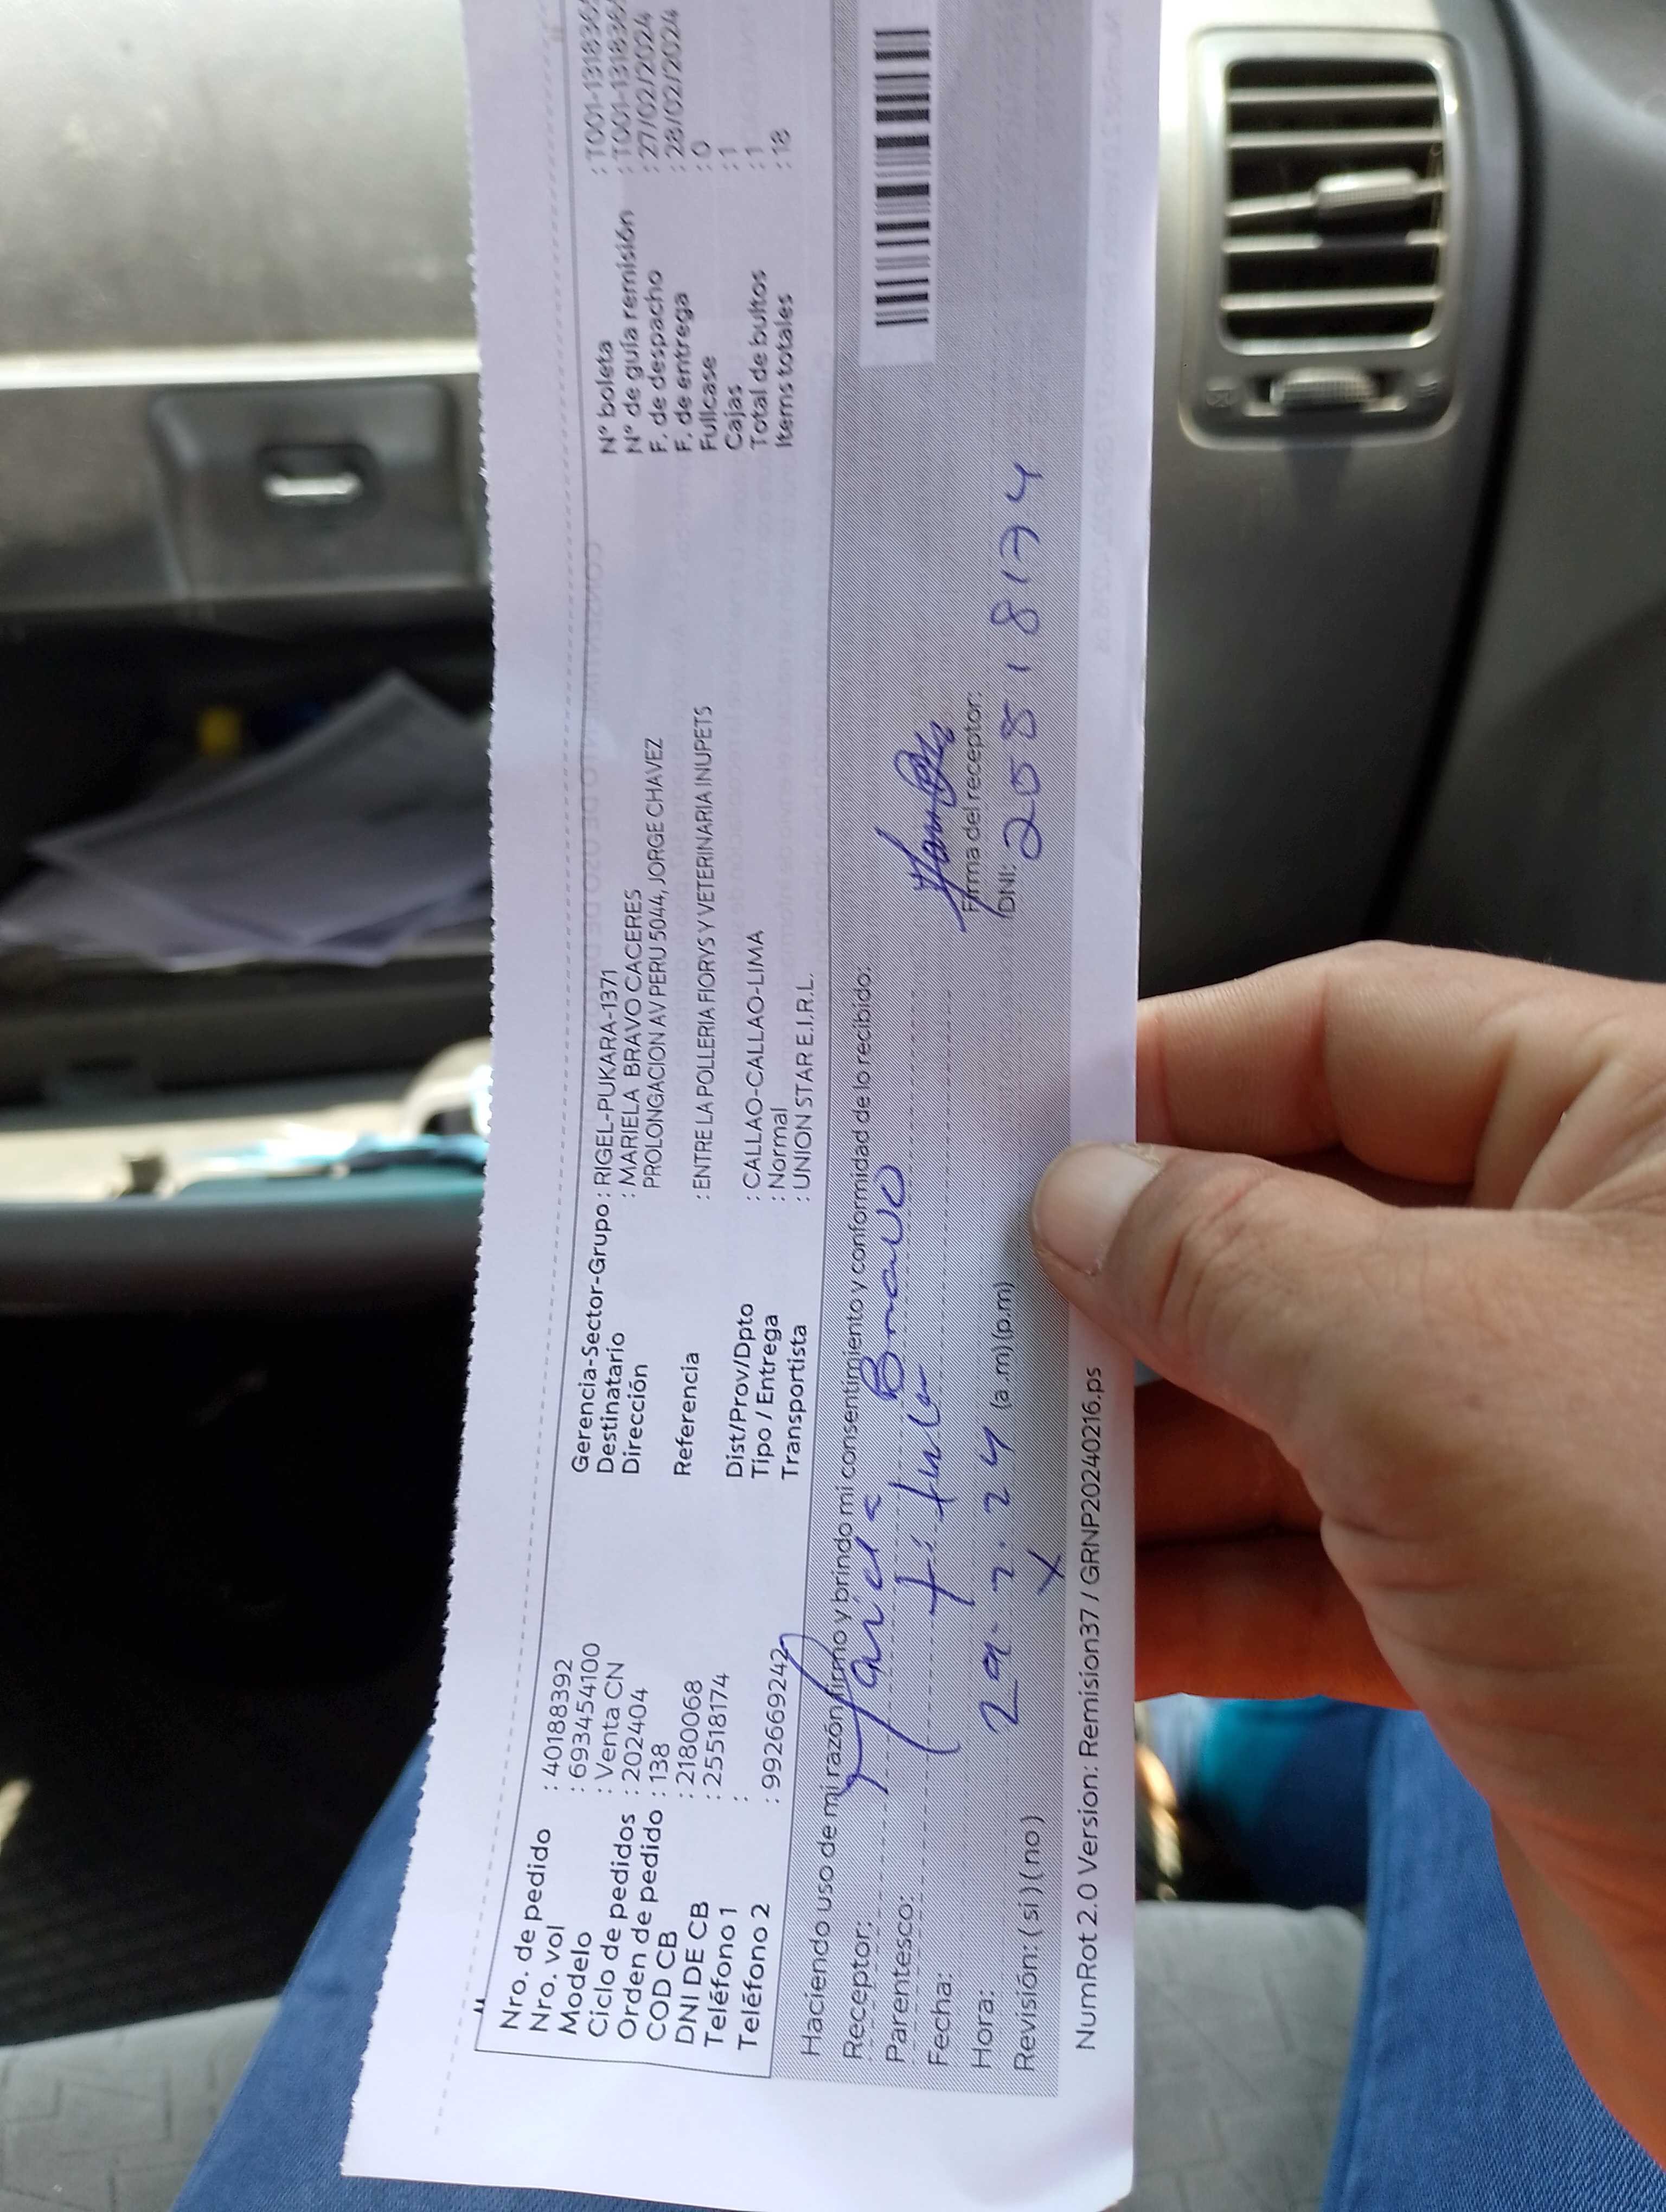 Nro. de pedido : 40188392
Nro. vol : 693454100
Modelo : Venta CN
Ciclo de pedidos : 202404
Orden de pedido : 138
COD CB : 2180068
DNI DE CB : 25518174
Teléfono 1 :
Teléfono 2 : 992669242
Gerencia-Sector-Grupo : RIGEL-PUKARA-1371
Destinatario : MARIELA BRAVO CACERES
Dirección PROLONGACION AV PERU 5044, JORGE CHAVEZ
Referencia : ENTRE LA POLLERIA FIORYS Y VETERINARIA INUPETS
Dist/Prov/Dpto : CALLAO-CALLAO-LIMA
Tipo / Entrega : Normal
Transportista : UNION STAR E.I.R.L.
N° boleta : T001-131836
N° de guía remisión : T001-131836
F. de despacho : 27/02/2024
F. de entrega : 28/02/2024
Fullcase : 0
Cajas : 1
Total de bultos : 1
Items totales : 18
Haciendo uso de mi razón firmo y brindo mi consentimiento y conformidad de lo recibido.
Receptor: Bravo
Parentesco:
Fecha: 29. 2. 24
Hora: (a.m)(p.m)
Revisión: (si)(no) X
Firma del receptor:
DNI:
NumRot 2.0 Version: Remision37 / GRNP20240216.ps